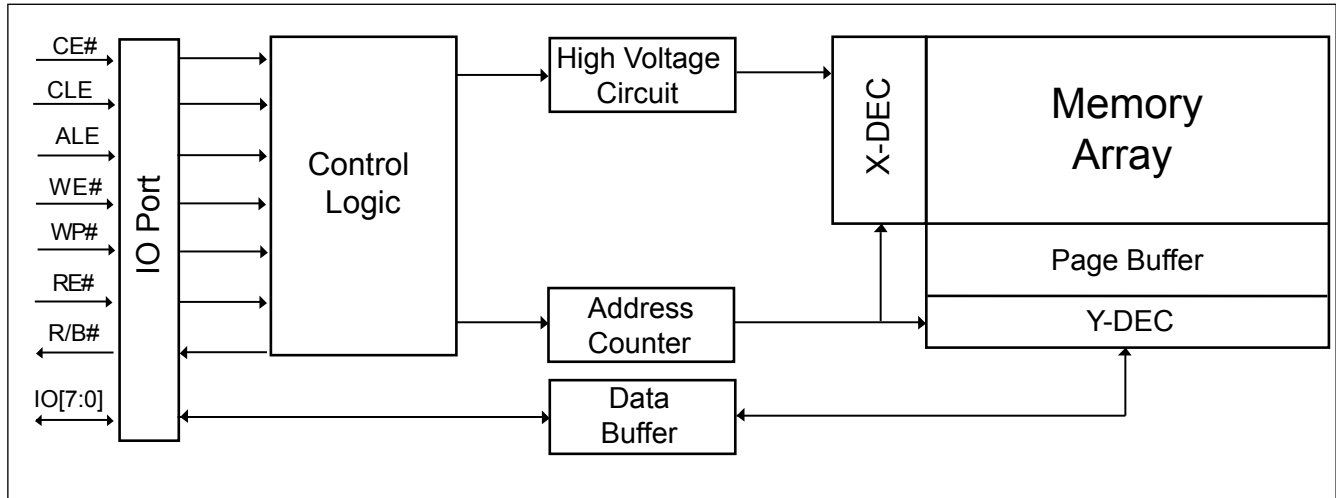 CE#
CLE
ALE
WE#
WP#
RE#
R/B#
IO[7:0]
IO Port
Control
Logic
High Voltage
Circuit
Address
Counter
Data
Buffer
X-DEC
Memory
Array
Page Buffer
Y-DEC